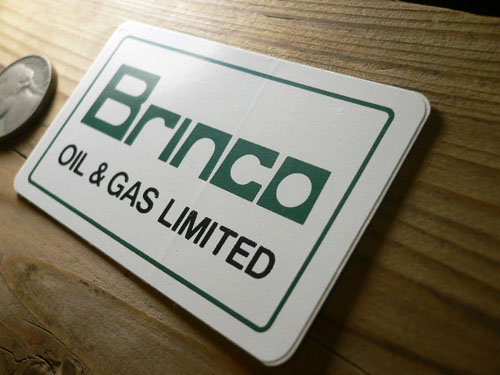 Brinco
OIL & GAS LIMITED